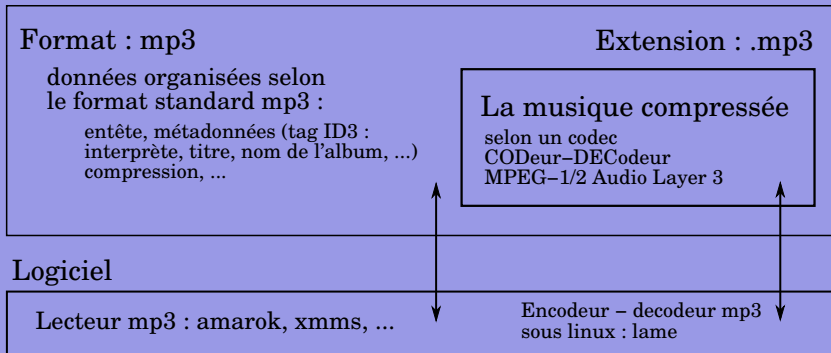 Format : mp3
Extension : .mp3
données organisées selon
le format standard mp3 :
entête, métadonnées (tag ID3 :
interprète, titre, nom de l'album, ...)
compression, ...
La musique compressée
selon un codec
CODeur–DECodeur
MPEG–1/2 Audio Layer 3
Logiciel
Lecteur mp3 : amarok, xmms, ...
Encodeur – decodeur mp3
sous linux : lame